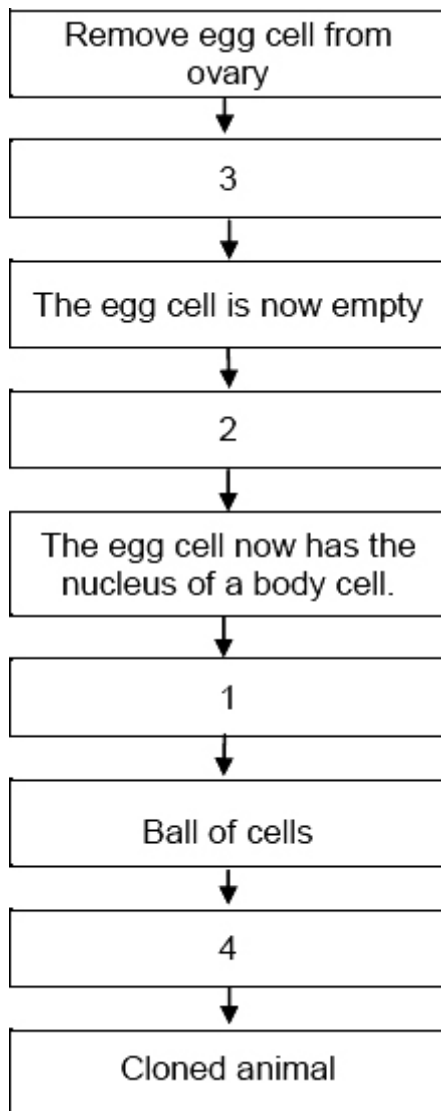 Remove egg cell from
ovary
3
The egg cell is now empty
2
The egg cell now has the
nucleus of a body cell.
1
Ball of cells
4
Cloned animal